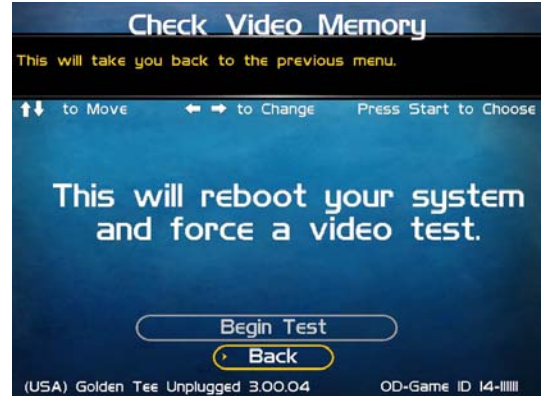 Check Video Memory
This will take you back to the previous menu.
to Move to Change Press Start to Choose
This will reboot your system
and force a video test.
Begin Test
Back
(USA) Golden Tee Unplugged 3.00.04 OD-Game ID